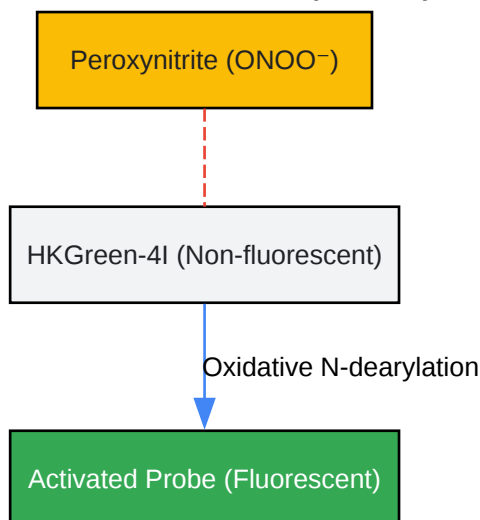 Peroxynitrite (ONOO⁻)
HKGreen-4I (Non-fluorescent)
Oxidative N-dearylation
Activated Probe (Fluorescent)